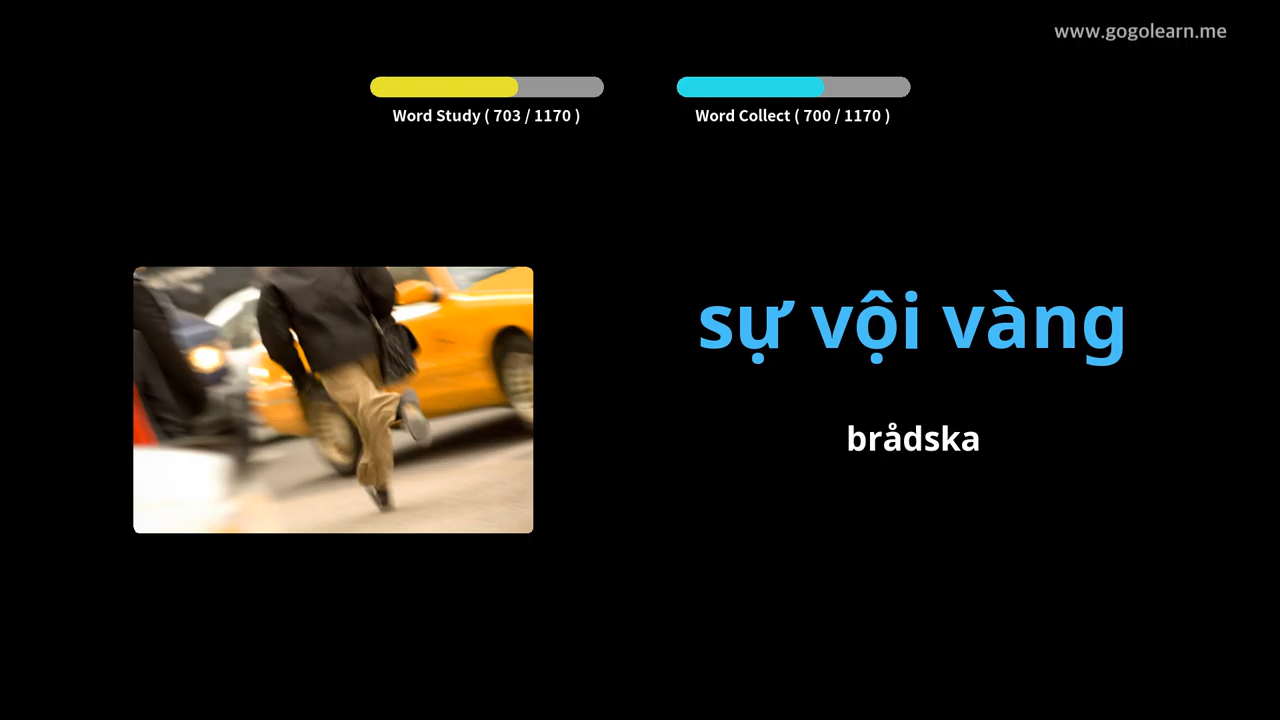 www.gogolearn.me
Word Study ( 703 / 1170 )
Word Collect ( 700 / 1170 )
sự vội vàng
brådska